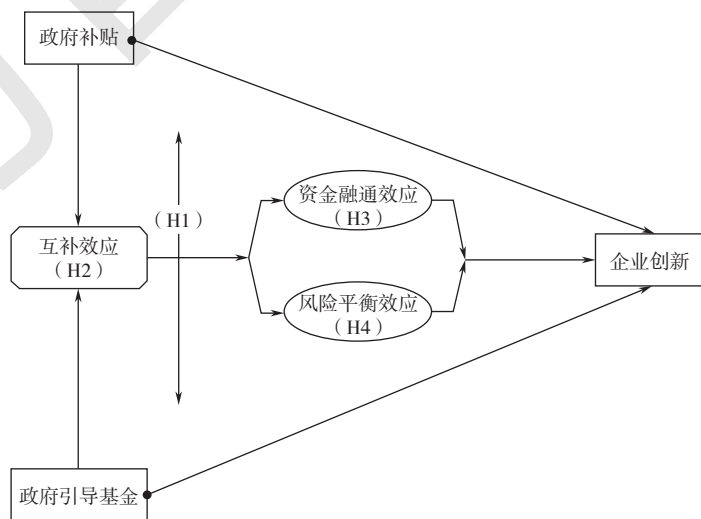 政府补贴
（H1）
资金融通效应
（H3）
互补效应
（H2）
企业创新
风险平衡效应
（H4）
政府引导基金